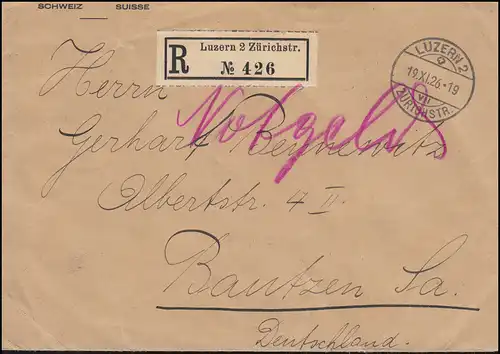 SCHWEIZ SUISSE
R Luzern 2 Zürichstr.
№ 426
LUZERN 2
19.XI.26-19
VII
ZÜRICHSTR.
Herrn
Notgeld
Gerhart
Albertstr. 4 II.
Bautzen Sa.
Deutschland.